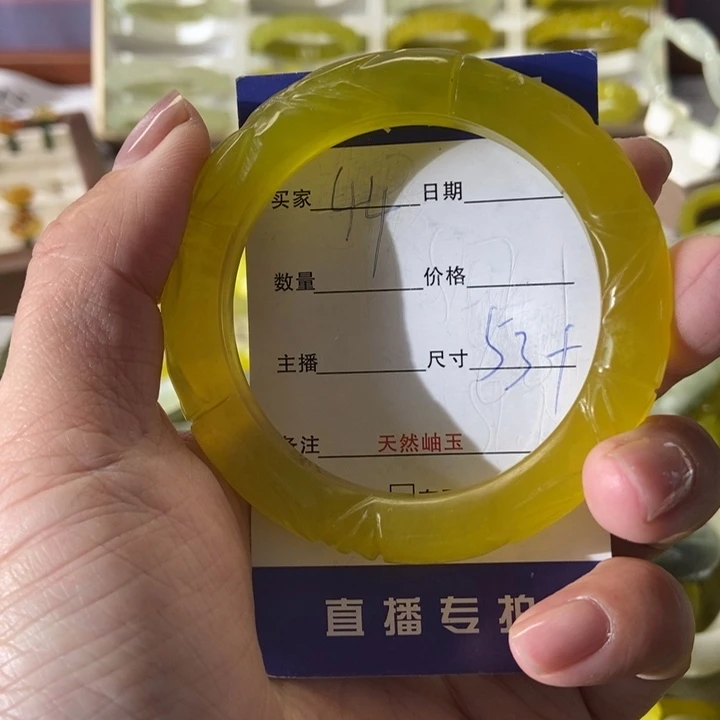 买家 44 日期
数量 价格
主播 尺寸 53+
备注 天然岫玉
直播专拍